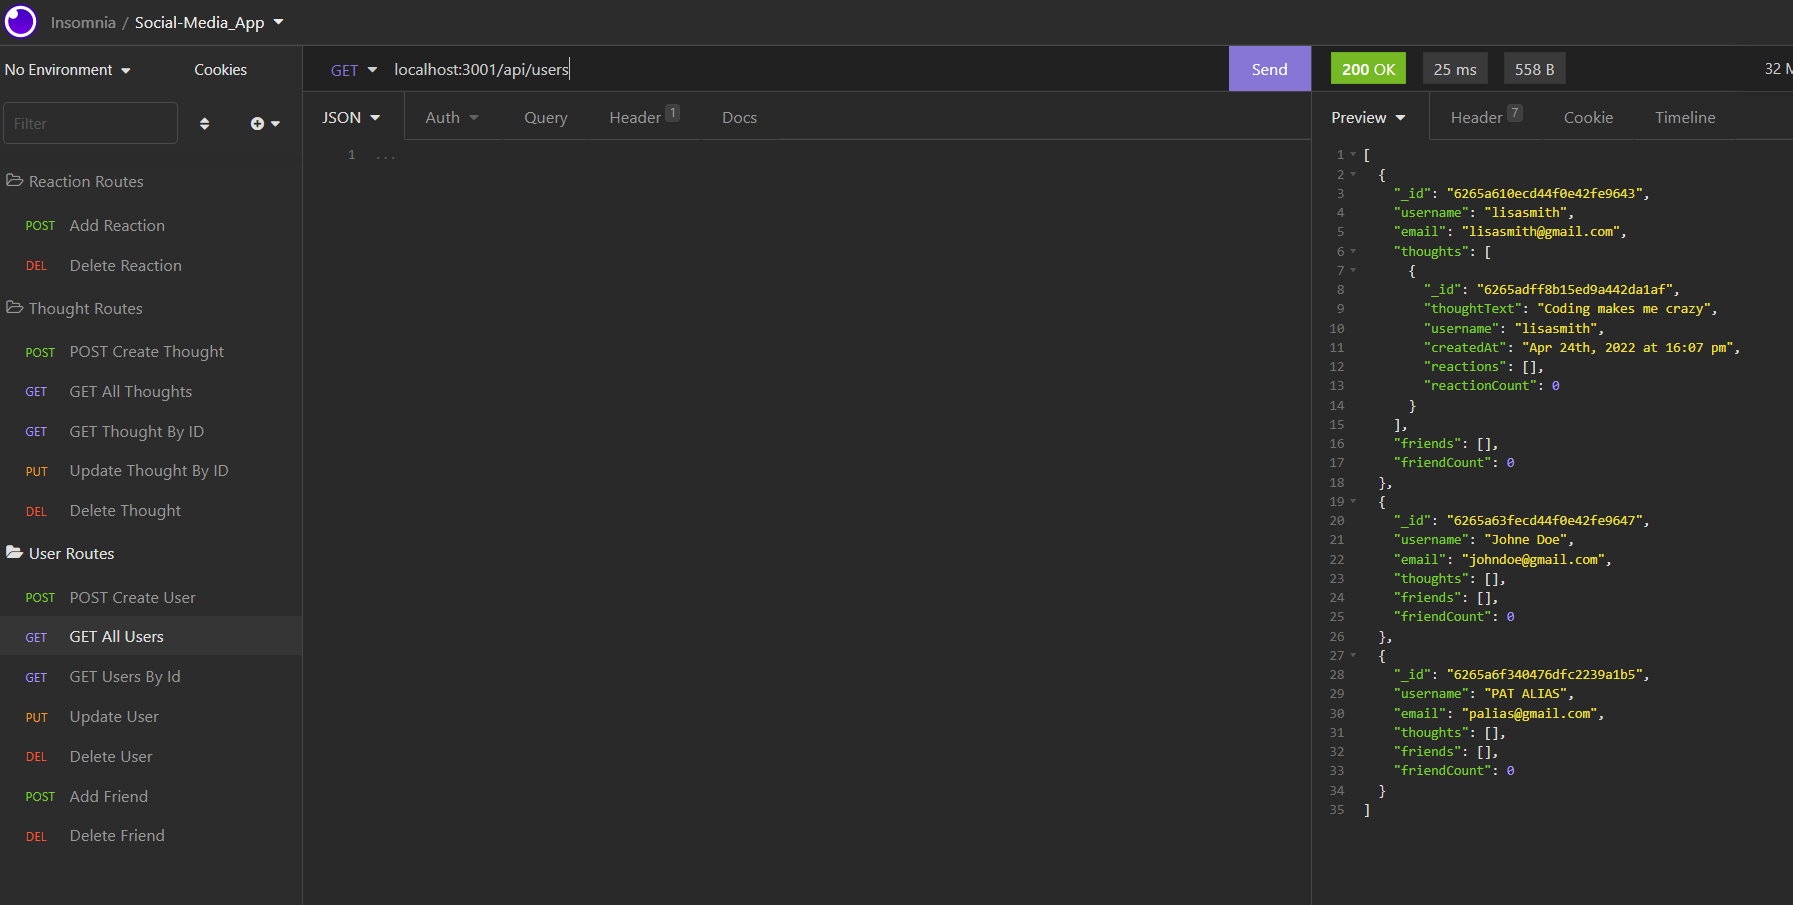 Insomnia / Social-Media_App
No Environment
Cookies
Filter
Reaction Routes
POST Add Reaction
DEL Delete Reaction
Thought Routes
POST POST Create Thought
GET GET All Thoughts
GET GET Thought By ID
PUT Update Thought By ID
DEL Delete Thought
User Routes
POST POST Create User
GET GET All Users
GET GET Users By Id
PUT Update User
DEL Delete User
POST Add Friend
DEL Delete Friend
GET localhost:3001/api/users
Send
JSON Auth Query Header 1 Docs
1 ...
200 OK 25 ms 558 B 32 M
Preview Header 7 Cookie Timeline
1 [
2 {
3 "_id": "6265a610ecd44f0e42fe9643",
4 "username": "lisasmith",
5 "email": "lisasmith@gmail.com",
6 "thoughts": [
7 {
8 "_id": "6265adff8b15ed9a442da1af",
9 "thoughtText": "Coding makes me crazy",
10 "username": "lisasmith",
11 "createdAt": "Apr 24th, 2022 at 16:07 pm",
12 "reactions": [],
13 "reactionCount": 0
14 }
15 ],
16 "friends": [],
17 "friendCount": 0
18 },
19 {
20 "_id": "6265a63fecd44f0e42fe9647",
21 "username": "Johne Doe",
22 "email": "johndoe@gmail.com",
23 "thoughts": [],
24 "friends": [],
25 "friendCount": 0
26 },
27 {
28 "_id": "6265a6f340476dfc2239a1b5",
29 "username": "PAT ALIAS",
30 "email": "palias@gmail.com",
31 "thoughts": [],
32 "friends": [],
33 "friendCount": 0
34 }
35 ]